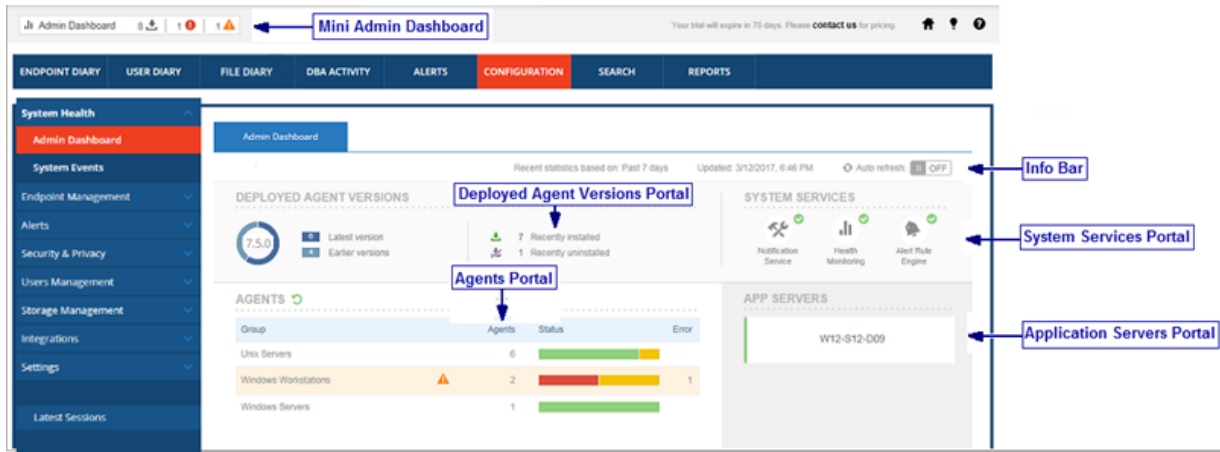 Admin Dashboard 8 1 1
Mini Admin Dashboard
Your trial will expire in 70 days. Please contact us for pricing.
ENDPOINT DIARY USER DIARY FILE DIARY DBA ACTIVITY ALERTS CONFIGURATION SEARCH REPORTS
System Health
Admin Dashboard
System Events
Endpoint Management
Alerts
Security & Privacy
Users Management
Storage Management
Integrations
Settings
Latest Sessions
Admin Dashboard
Recent statistics based on: Past 7 days Updated: 3/12/2017, 6:46 PM Auto refresh: OFF
Info Bar
DEPLOYED AGENT VERSIONS
Deployed Agent Versions Portal
7.5.0
Latest version
4 Earlier versions
7 Recently installed
1 Recently uninstalled
SYSTEM SERVICES
Notification Service
Health Monitoring
Alert Rule Engine
System Services Portal
Agents Portal
AGENTS
Group Agents Status Error
Unix Servers 6
Windows Workstations 2 1
Windows Servers 1
APP SERVERS
W12-S12-D09
Application Servers Portal